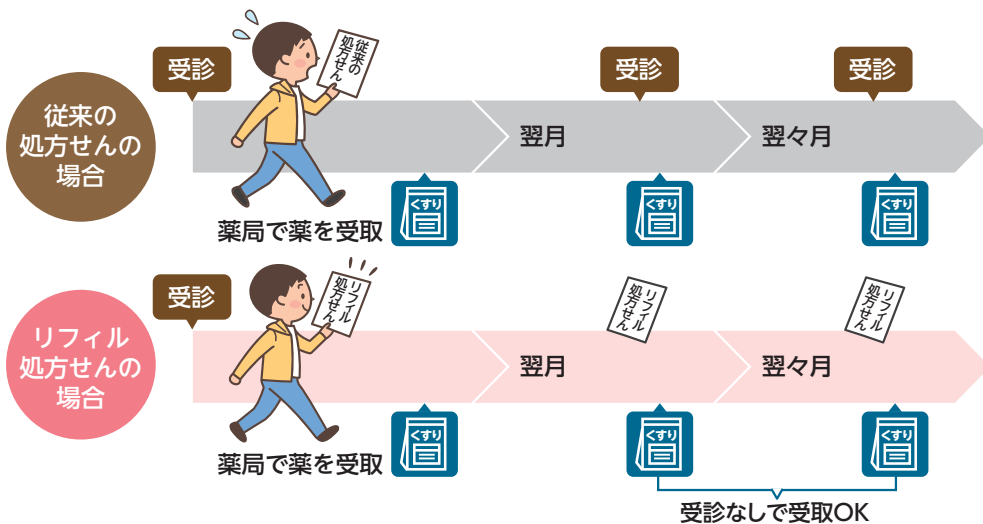 受診
従来の
処方せん
受診
受診
従来の
処方せんの
場合
翌月
翌々月
薬局で薬を受取
くすり
くすり
くすり
受診
リフィル
処方せん
リフィル
処方せん
リフィル
処方せん
リフィル
処方せんの
場合
翌月
翌々月
薬局で薬を受取
くすり
くすり
くすり
受診なしで受取OK